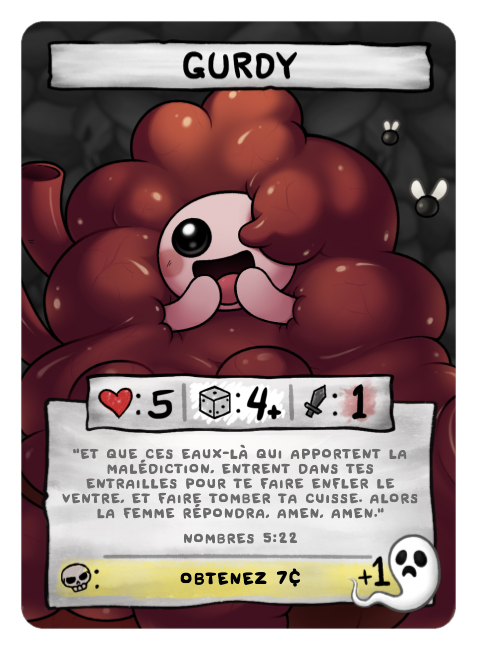 GURDY
:5 :4+ :1
"ET QUE CES EAUX-LÀ QUI APPORTENT LA
MALÉDICTION, ENTRENT DANS TES
ENTRAILLES POUR TE FAIRE ENFLER LE
VENTRE, ET FAIRE TOMBER TA CUISSE. ALORS
LA FEMME RÉPONDRA, AMEN, AMEN."
NOMBRES 5:22
: OBTENEZ 7¢ +1